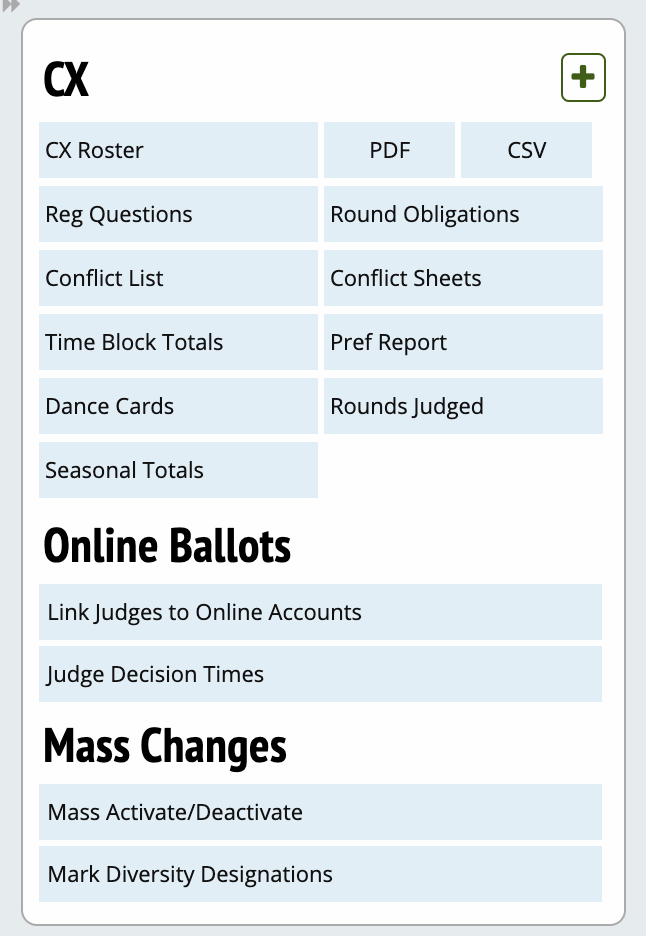 CX
CX Roster PDF CSV
Reg Questions Round Obligations
Conflict List Conflict Sheets
Time Block Totals Pref Report
Dance Cards Rounds Judged
Seasonal Totals
Online Ballots
Link Judges to Online Accounts
Judge Decision Times
Mass Changes
Mass Activate/Deactivate
Mark Diversity Designations